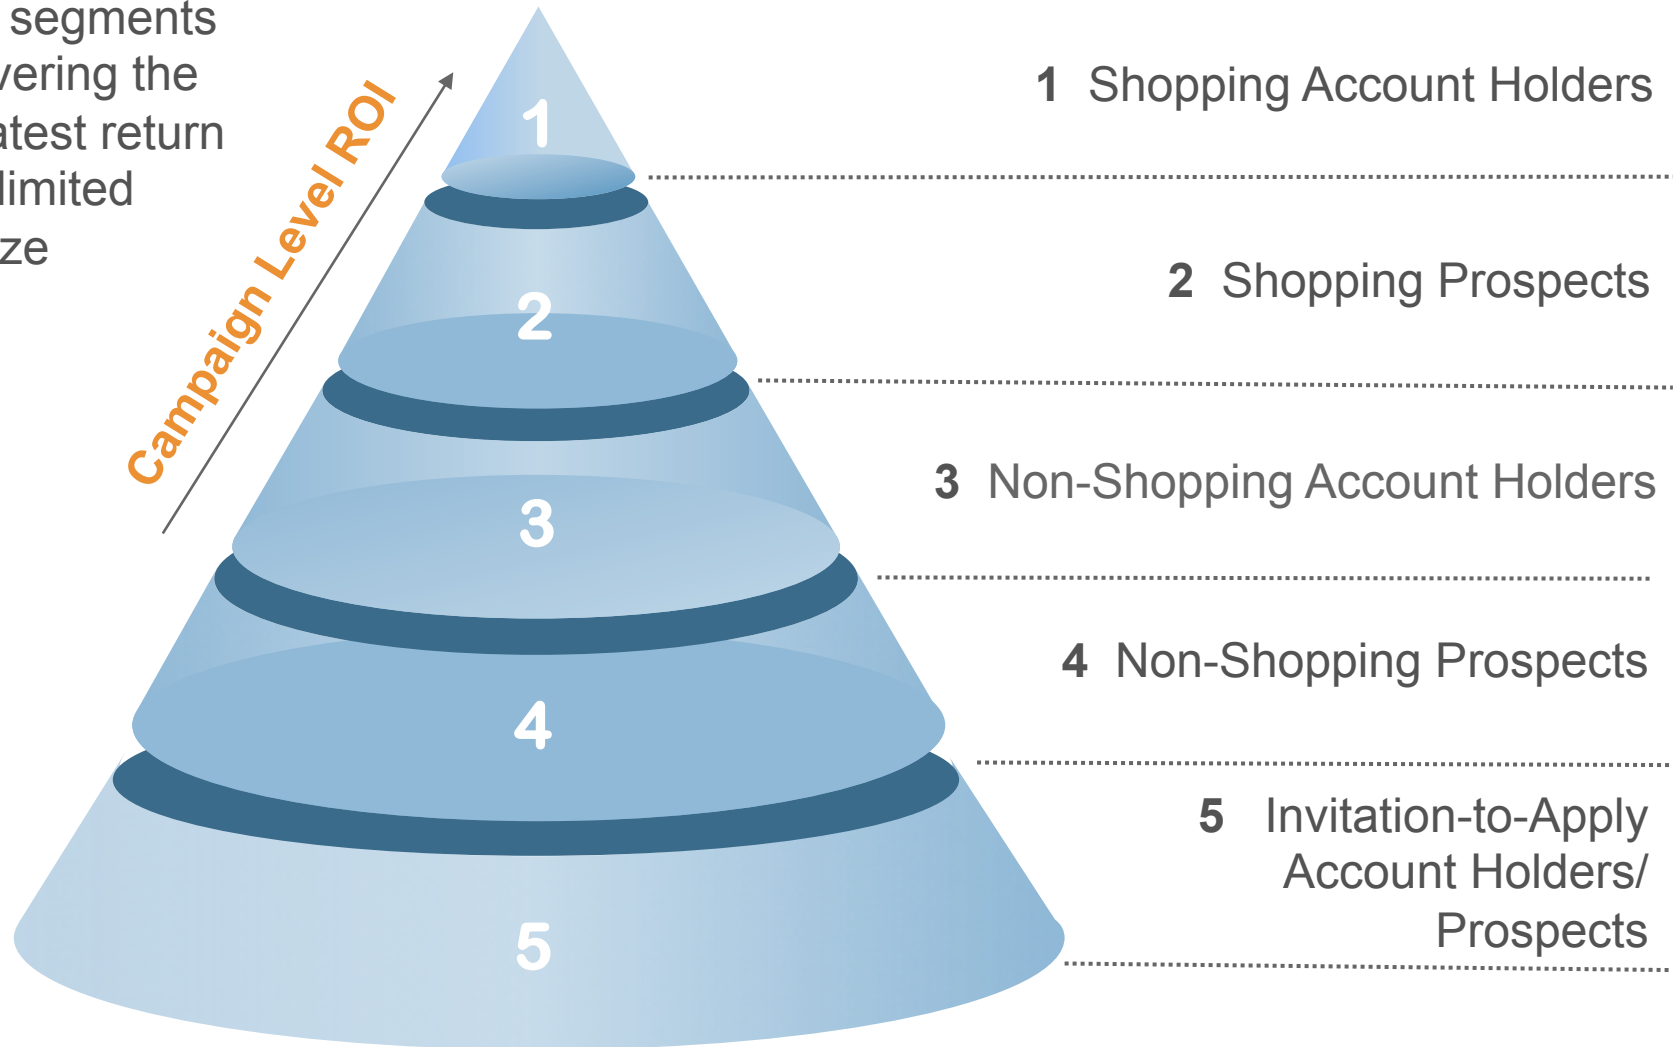 segments
vering the
atest return
limited
ze
Campaign Level ROI
1
2
3
4
5
1 Shopping Account Holders
2 Shopping Prospects
3 Non-Shopping Account Holders
4 Non-Shopping Prospects
5 Invitation-to-Apply
Account Holders/
Prospects